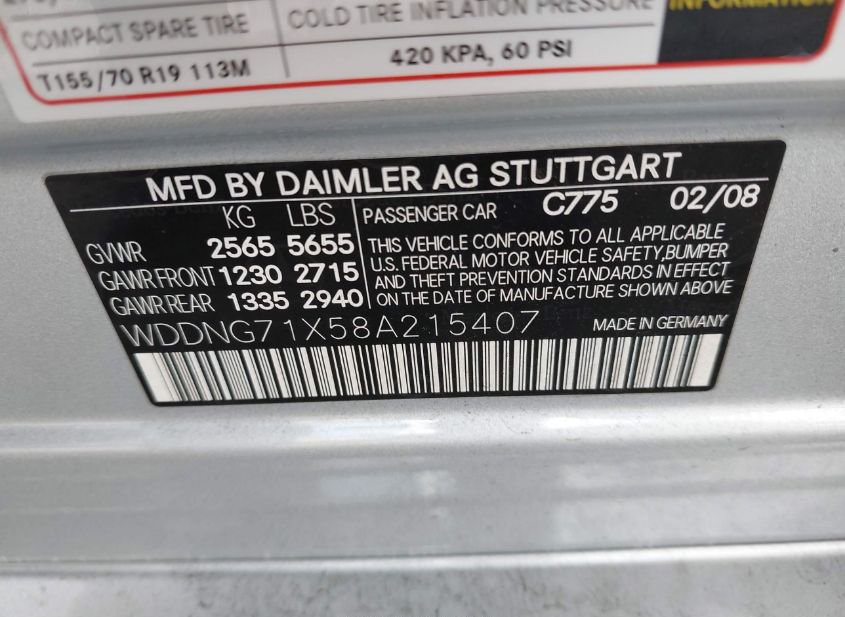 COLD TIRE INFLATION PRESSURE
INFORMATION
COMPACT SPARE TIRE
T155/70 R19 113M
420 KPA, 60 PSI
MFD BY DAIMLER AG STUTTGART
KG LBS
PASSENGER CAR C775 02/08
GVWR 2565 5655
GAWR FRONT 1230 2715
GAWR REAR 1335 2940
THIS VEHICLE CONFORMS TO ALL APPLICABLE
U.S. FEDERAL MOTOR VEHICLE SAFETY, BUMPER
AND THEFT PREVENTION STANDARDS IN EFFECT
ON THE DATE OF MANUFACTURE SHOWN ABOVE
WDDNG71X58A215407
MADE IN GERMANY